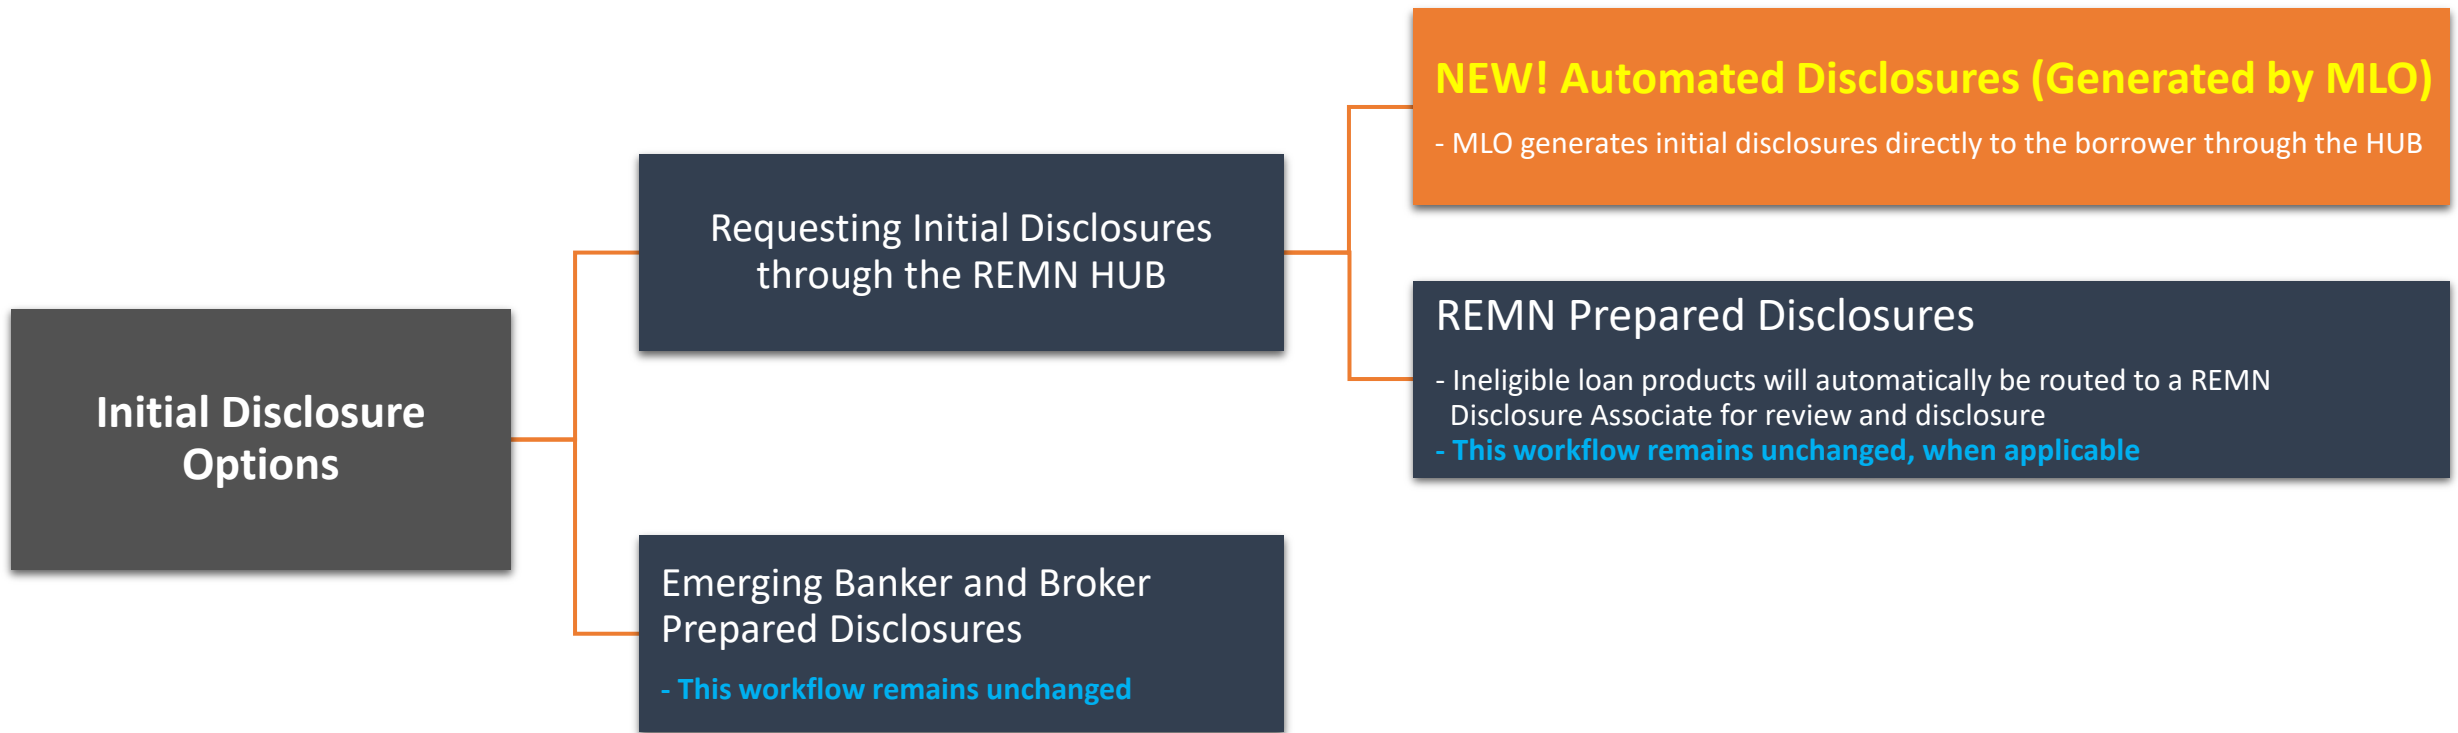 Initial Disclosure
Options
Requesting Initial Disclosures
through the REMN HUB
NEW! Automated Disclosures (Generated by MLO)
- MLO generates initial disclosures directly to the borrower through the HUB
REMN Prepared Disclosures
- Ineligible loan products will automatically be routed to a REMN
Disclosure Associate for review and disclosure
- This workflow remains unchanged, when applicable
Emerging Banker and Broker
Prepared Disclosures
- This workflow remains unchanged